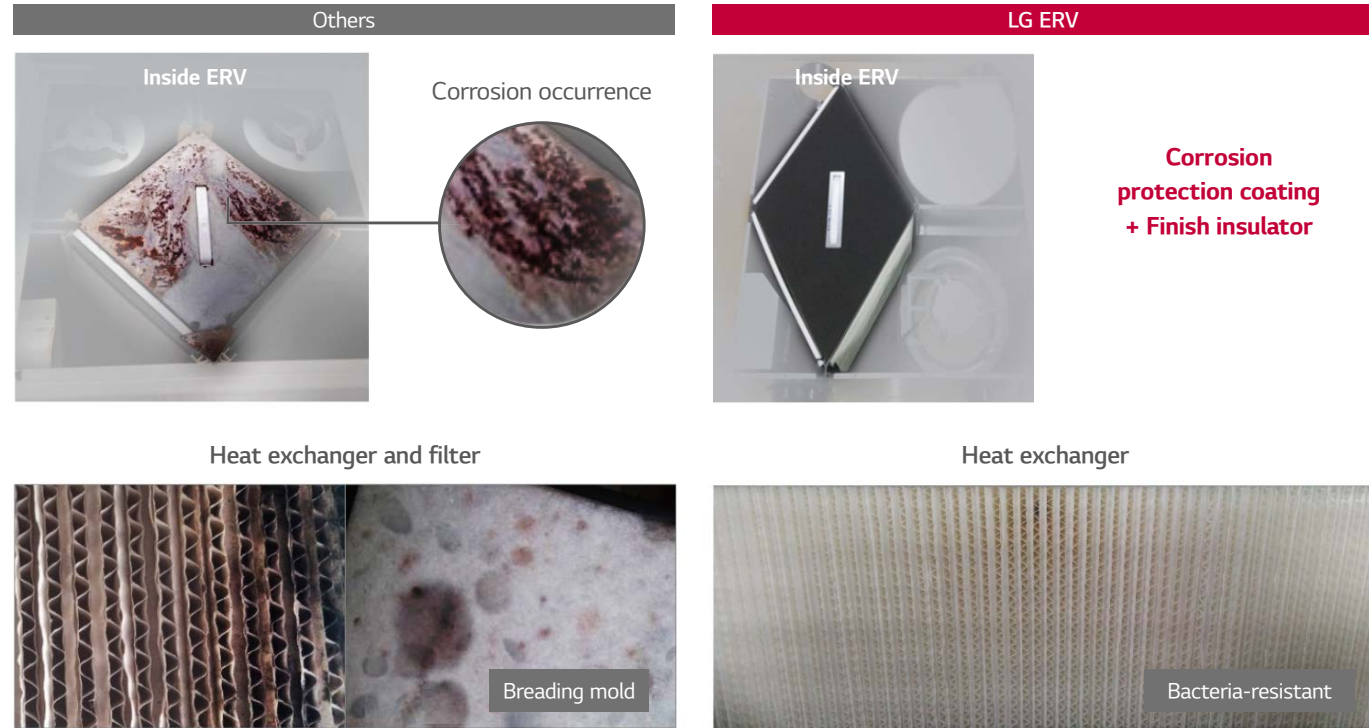 Others
Inside ERV
Corrosion occurrence
Heat exchanger and filter
Breading mold
LG ERV
Inside ERV
Corrosion
protection coating
+ Finish insulator
Heat exchanger
Bacteria-resistant